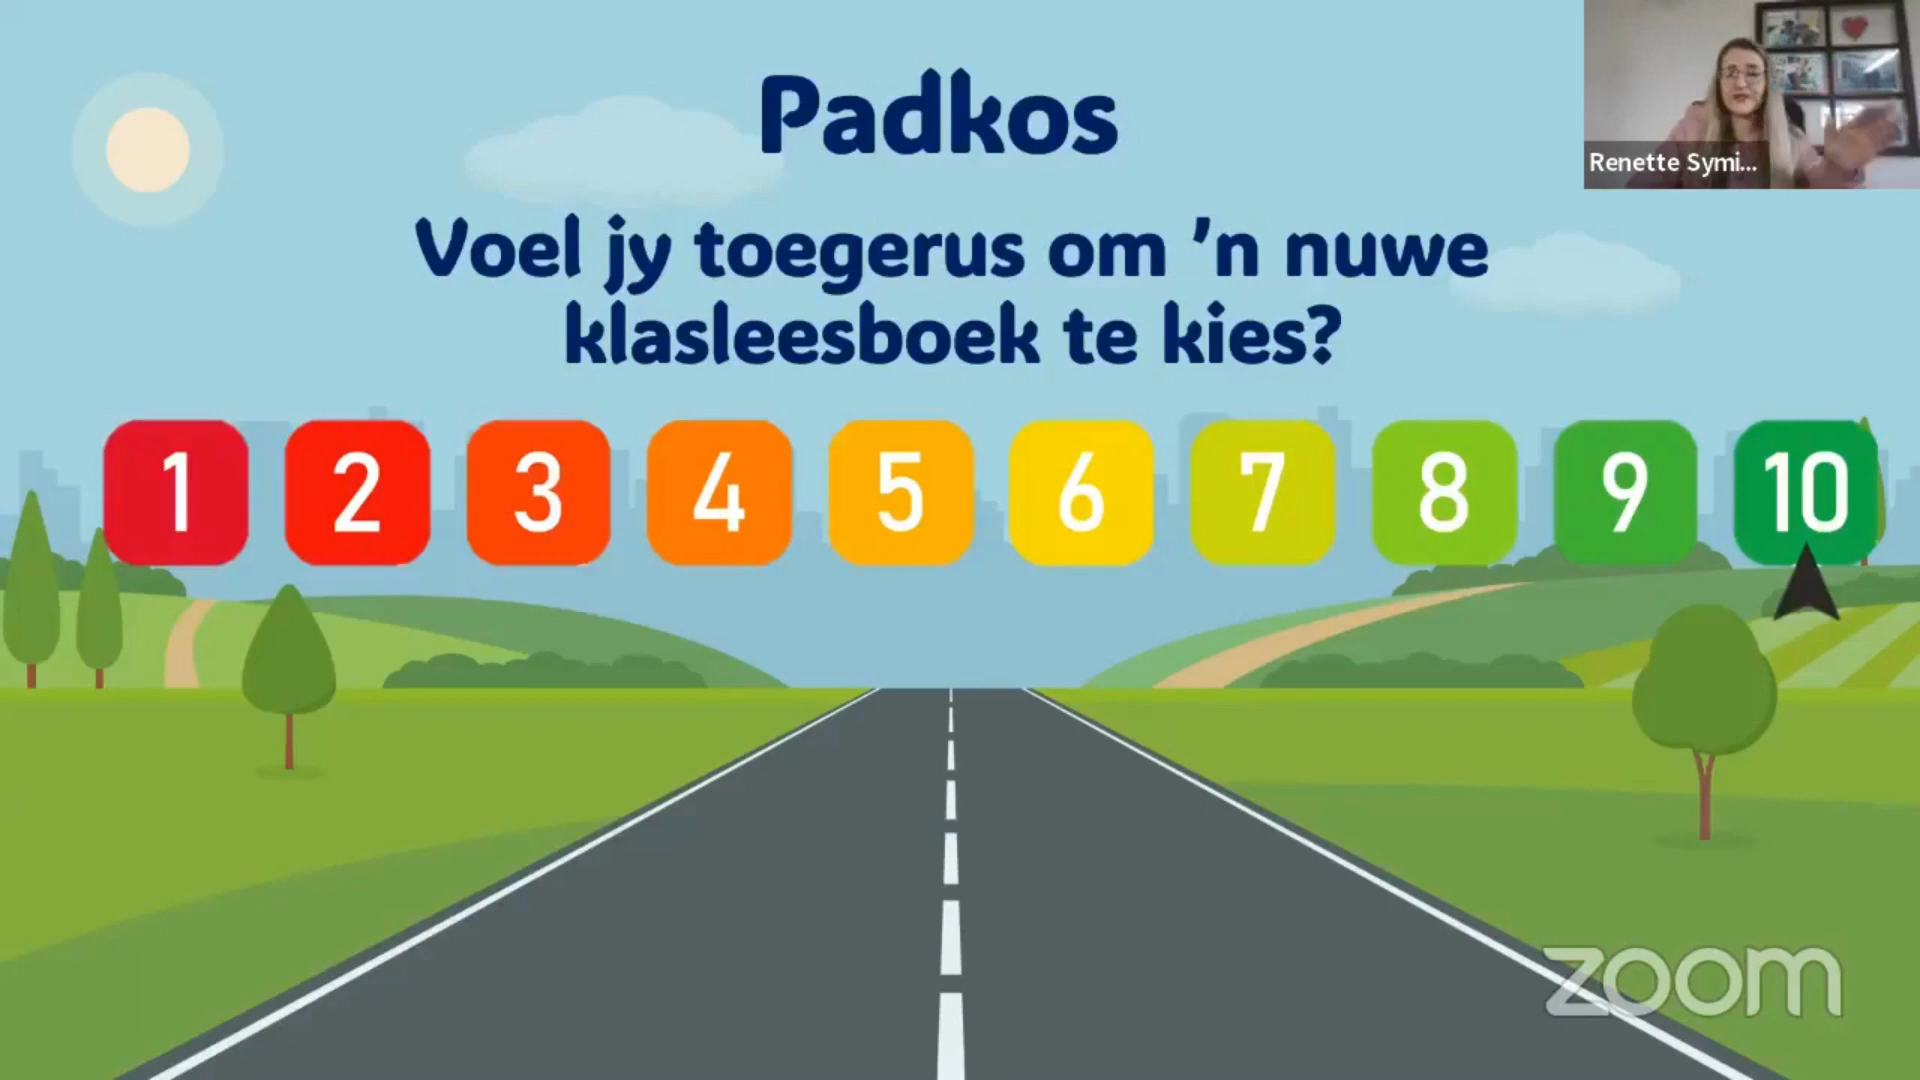 Padkos
Renette Symi...
Voel jy toegerus om 'n nuwe
klasleesboek te kies?
1 2 3 4 5 6 7 8 9 10
zoom